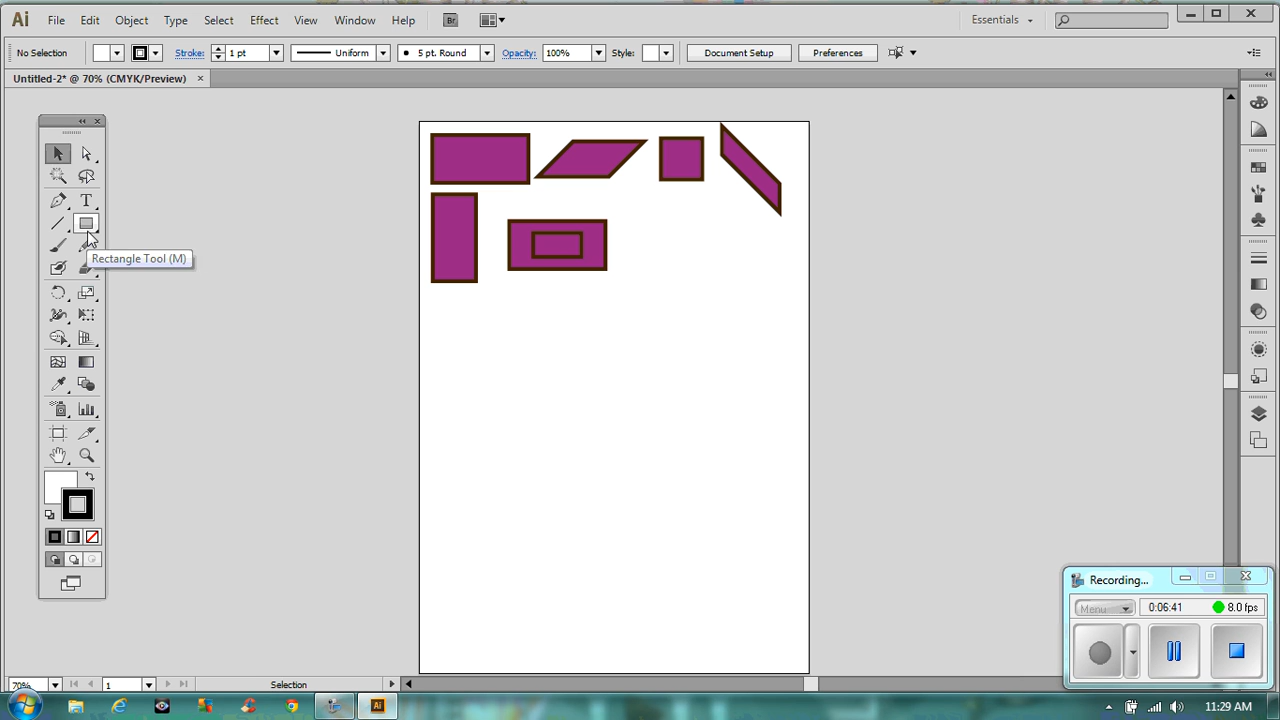 Ai File Edit Object Type Select Effect View Window Help Br Essentials
No Selection Stroke: 1 pt Uniform 5 pt. Round Opacity: 100% Style: Document Setup Preferences
Untitled-2* @ 70% (CMYK/Preview)
T
Rectangle Tool (M)
Recording...
Menu 0:06:41 8.0 fps
70% 1 Selection
Ai 11:29 AM